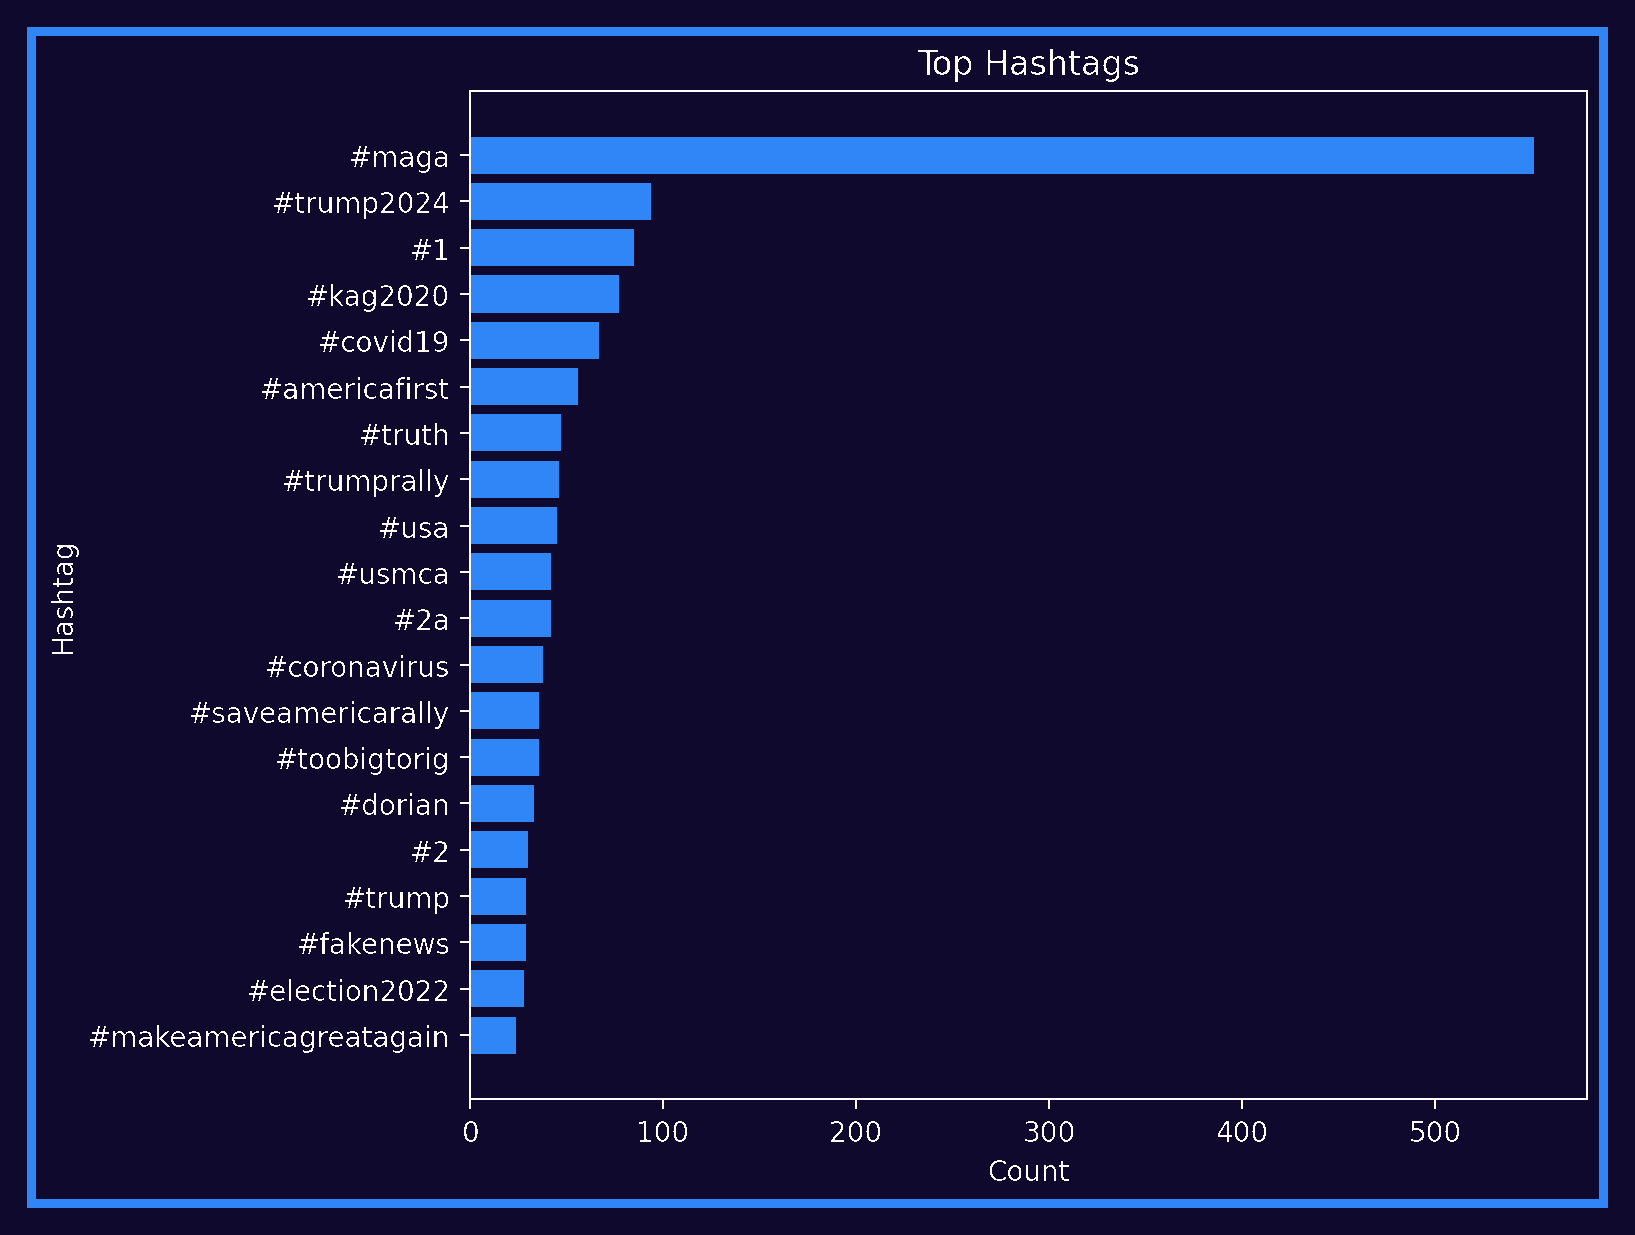 Top Hashtags
#maga
#trump2024
#1
#kag2020
#covid19
#americafirst
#truth
#trumprally
#usa
#usmca
#2a
#coronavirus
#saveamericarally
#toobigtorig
#dorian
#2
#trump
#fakenews
#election2022
#makeamericagreatagain
Hashtag
0 100 200 300 400 500
Count